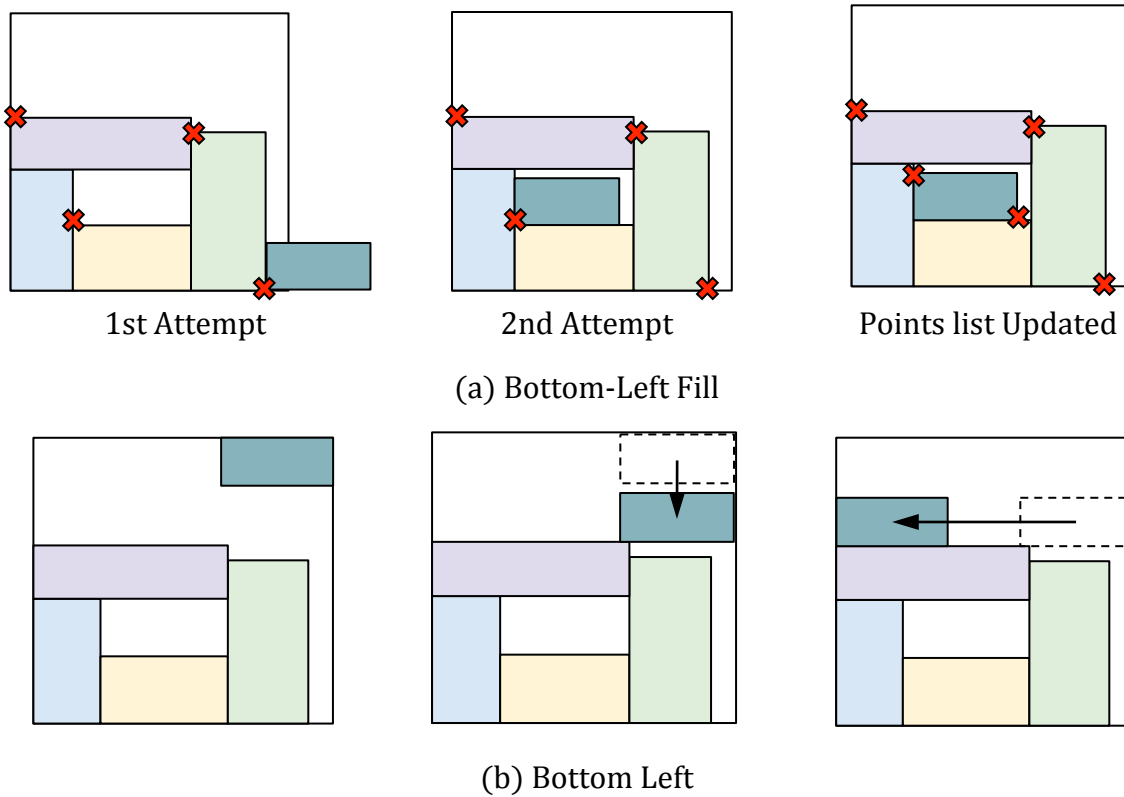 1st Attempt
2nd Attempt
Points list Updated
(a) Bottom-Left Fill
(b) Bottom Left